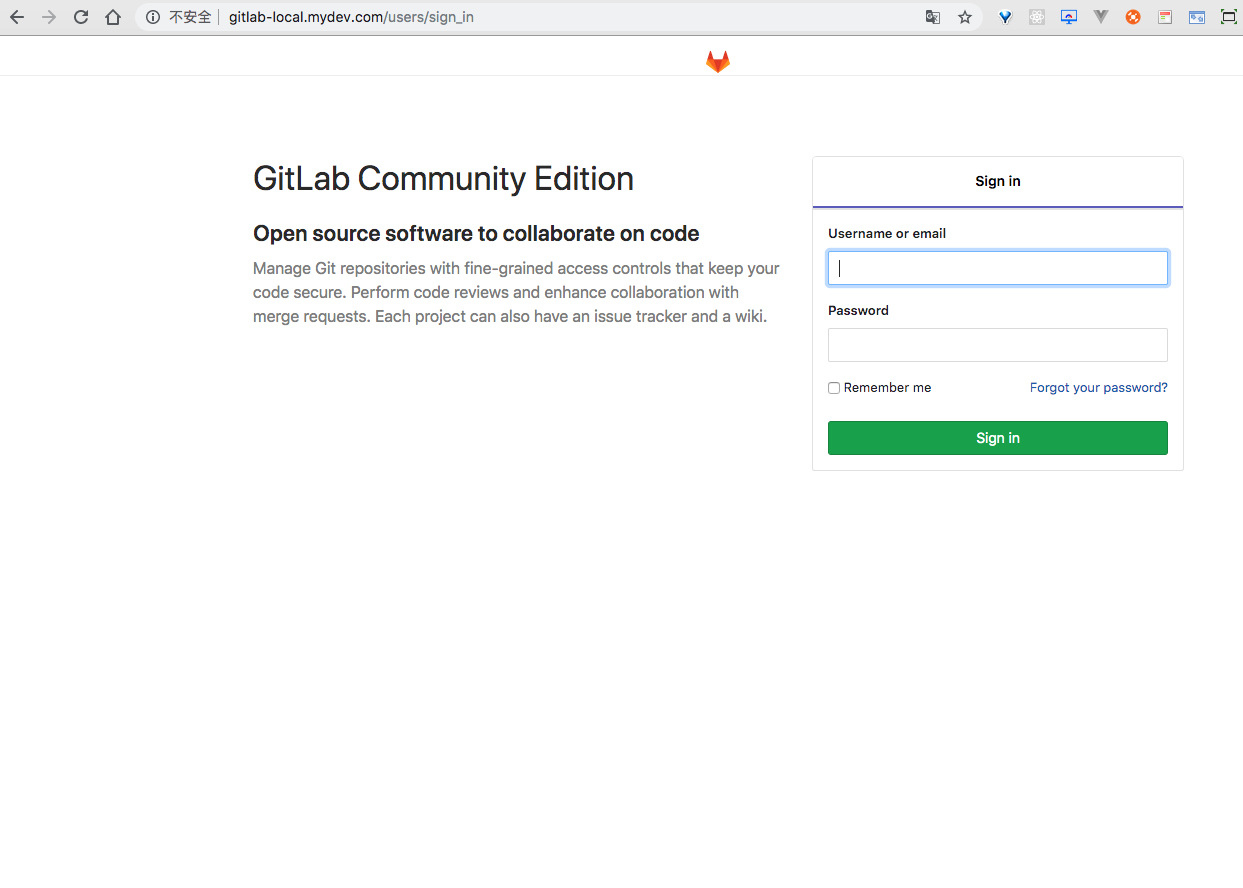 不安全 gitlab-local.mydev.com/users/sign_in
GitLab Community Edition
Open source software to collaborate on code
Manage Git repositories with fine-grained access controls that keep your
code secure. Perform code reviews and enhance collaboration with
merge requests. Each project can also have an issue tracker and a wiki.
Sign in
Username or email
Password
Remember me
Forgot your password?
Sign in